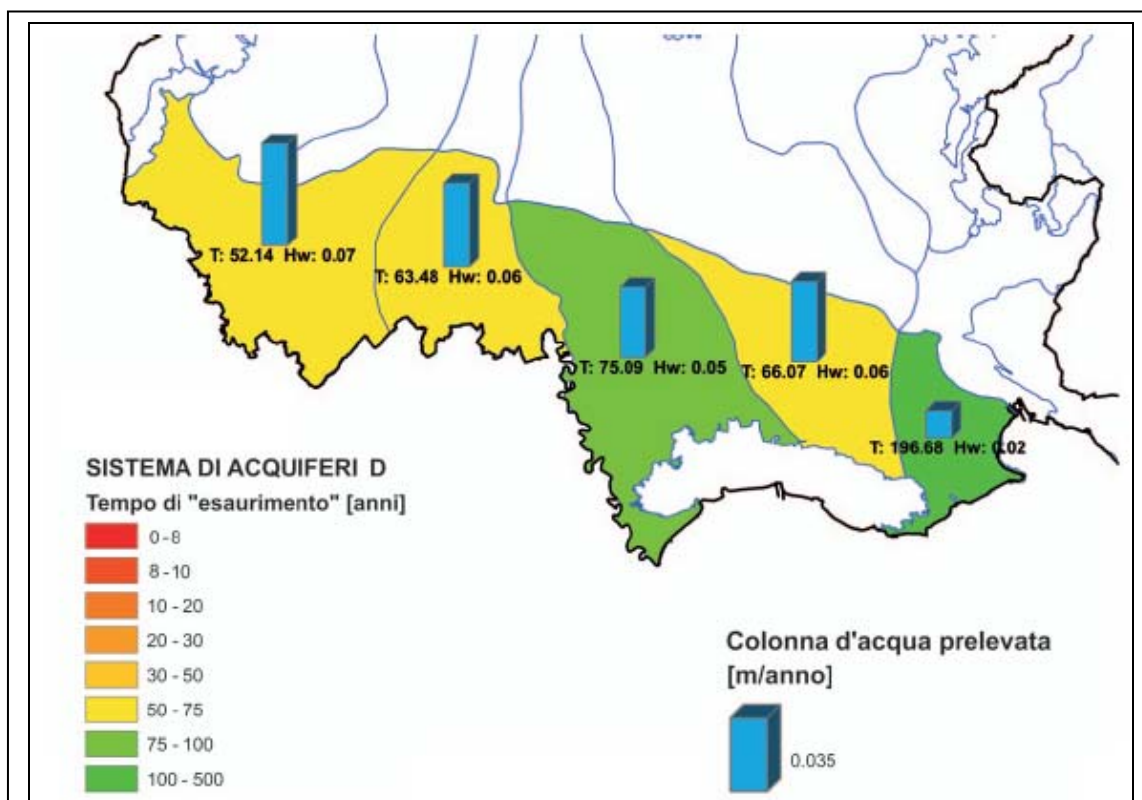 T: 52.14 Hw: 0.07
T: 63.48 Hw: 0.06
T: 75.09 Hw: 0.05
T: 66.07 Hw: 0.06
T: 196.68 Hw: 0.02
SISTEMA DI ACQUIFERI D
Tempo di "esaurimento" [anni]
0-8
8-10
10 - 20
20 - 30
30 - 50
50 - 75
75 - 100
100 - 500
Colonna d'acqua prelevata
[m/anno]
0.035